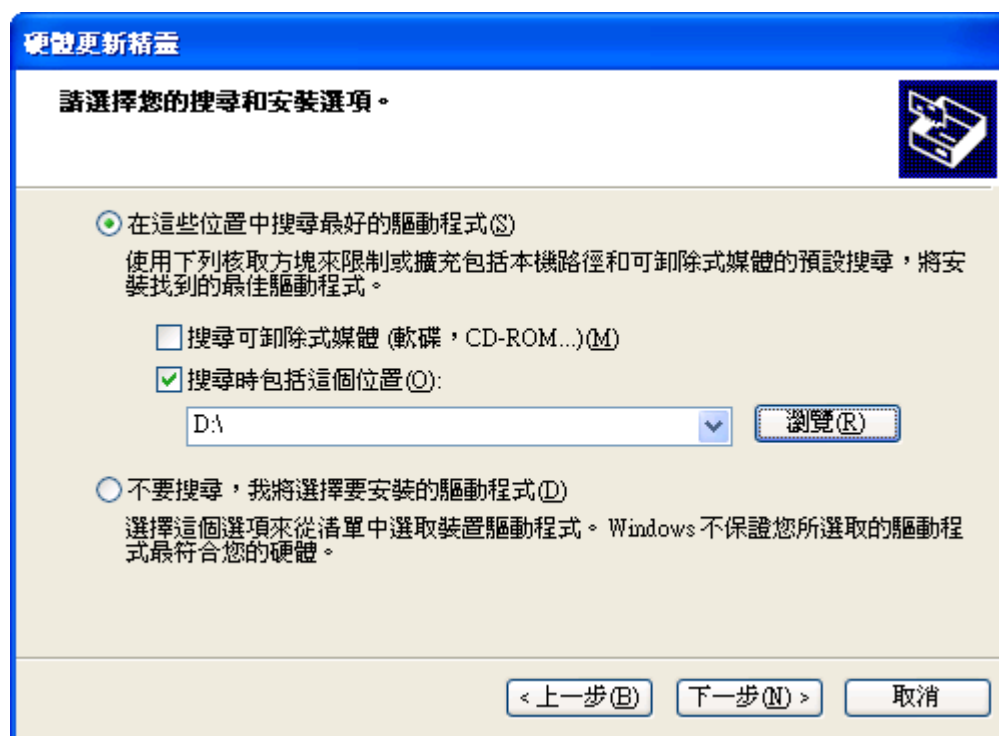 硬體更新精靈
請選擇您的搜尋和安裝選項。
在這些位置中搜尋最好的驅動程式(S)
使用下列核取方塊來限制或擴充包括本機路徑和可卸除式媒體的預設搜尋，將安
裝找到的最佳驅動程式。
搜尋可卸除式媒體 (軟碟，CD-ROM...)(M)
搜尋時包括這個位置(O):
D:\
瀏覽(R)
不要搜尋，我將選擇要安裝的驅動程式(D)
選擇這個選項來從清單中選取裝置驅動程式。Windows 不保證您所選取的驅動程
式最符合您的硬體。
< 上一步(B)
下一步(N) >
取消